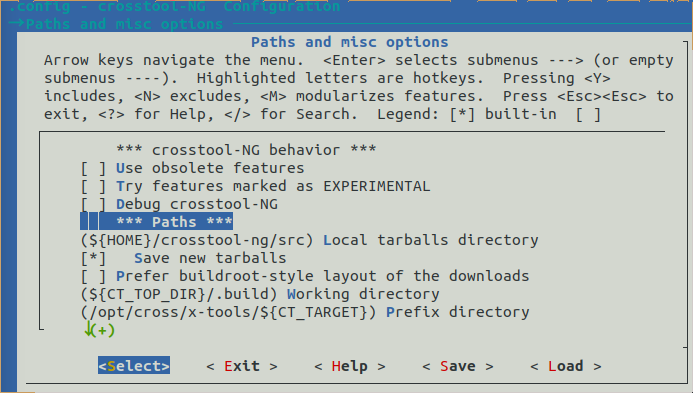 .config - crosstool-NG  Configuration
→Paths and misc options
Paths and misc options
Arrow keys navigate the menu.  <Enter> selects submenus ---> (or empty
submenus ----).  Highlighted letters are hotkeys.  Pressing <Y>
includes, <N> excludes, <M> modularizes features.  Press <Esc><Esc> to
exit, <?> for Help, </> for Search.  Legend: [*] built-in  [ ]
*** crosstool-NG behavior ***
[ ] Use obsolete features
[ ] Try features marked as EXPERIMENTAL
[ ] Debug crosstool-NG
*** Paths ***
(${HOME}/crosstool-ng/src) Local tarballs directory
[*]   Save new tarballs
[ ] Prefer buildroot-style layout of the downloads
(${CT_TOP_DIR}/.build) Working directory
(/opt/cross/x-tools/${CT_TARGET}) Prefix directory
↓(+)
<Select>    < Exit >    < Help >    < Save >    < Load >